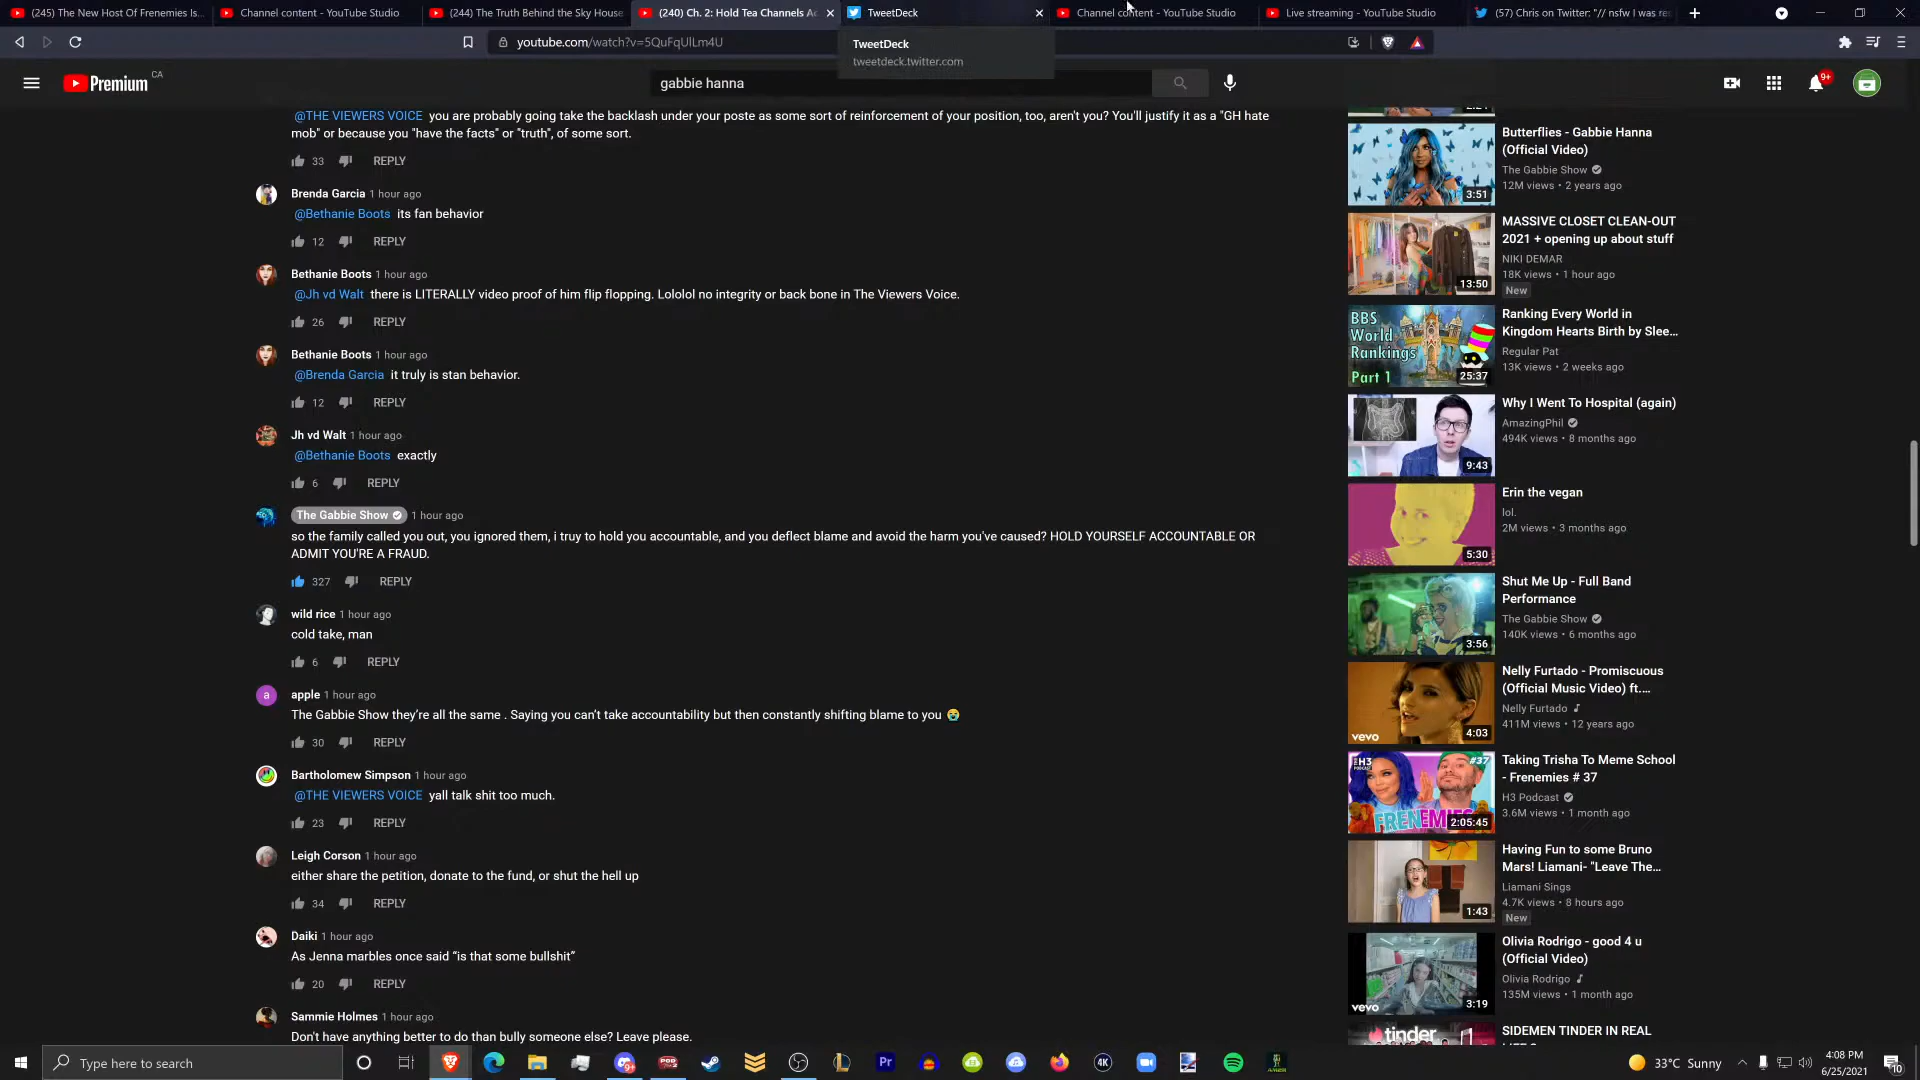 (245) The New Host Of Frenemies Is...
Channel content - YouTube Studio
(244) The Truth Behind the Sky House
(240) Ch. 2: Hold Tea Channels Ac
TweetDeck
Channel content - YouTube Studio
Live streaming - YouTube Studio
(57) Chris on Twitter: "// nsfw I was re
youtube.com/watch?v=5QuFqUlLm4U
TweetDeck
tweetdeck.twitter.com
Premium
CA
gabbie hanna
9+
@THE VIEWERS VOICE you are probably going take the backlash under your poste as some sort of reinforcement of your position, too, aren't you? You'll justify it as a "GH hate
mob" or because you "have the facts" or "truth", of some sort.
33 REPLY
Brenda Garcia 1 hour ago
@Bethanie Boots its fan behavior
12 REPLY
Bethanie Boots 1 hour ago
@Jh vd Walt there is LITERALLY video proof of him flip flopping. Lololol no integrity or back bone in The Viewers Voice.
26 REPLY
Bethanie Boots 1 hour ago
@Brenda Garcia it truly is stan behavior.
12 REPLY
Jh vd Walt 1 hour ago
@Bethanie Boots exactly
6 REPLY
The Gabbie Show 1 hour ago
so the family called you out, you ignored them, i truy to hold you accountable, and you deflect blame and avoid the harm you've caused? HOLD YOURSELF ACCOUNTABLE OR
ADMIT YOU'RE A FRAUD.
327 REPLY
wild rice 1 hour ago
cold take, man
6 REPLY
a
apple 1 hour ago
The Gabbie Show they're all the same . Saying you can't take accountability but then constantly shifting blame to you 😭
30 REPLY
Bartholomew Simpson 1 hour ago
@THE VIEWERS VOICE yall talk shit too much.
23 REPLY
Leigh Corson 1 hour ago
either share the petition, donate to the fund, or shut the hell up
34 REPLY
Daiki 1 hour ago
As Jenna marbles once said “is that some bullshit”
20 REPLY
Sammie Holmes 1 hour ago
Don't have anything better to do than bully someone else? Leave please.
Butterflies - Gabbie Hanna
(Official Video)
The Gabbie Show
12M views • 2 years ago
3:51
MASSIVE CLOSET CLEAN-OUT
2021 + opening up about stuff
NIKI DEMAR
18K views • 1 hour ago
New
13:50
BBS
World
Rankings
Part 1
25:37
Ranking Every World in
Kingdom Hearts Birth by Slee...
Regular Pat
13K views • 2 weeks ago
Why I Went To Hospital (again)
AmazingPhil
494K views • 8 months ago
9:43
Erin the vegan
lol.
2M views • 3 months ago
5:30
Shut Me Up - Full Band
Performance
The Gabbie Show
140K views • 6 months ago
3:56
Nelly Furtado - Promiscuous
(Official Music Video) ft....
Nelly Furtado
411M views • 12 years ago
vevo
4:03
H3 PODCAST
#37
FRENEMIES
2:05:45
Taking Trisha To Meme School
- Frenemies # 37
H3 Podcast
3.6M views • 1 month ago
Having Fun to some Bruno
Mars! Liamani- "Leave The...
Liamani Sings
4.7K views • 8 hours ago
New
1:43
Olivia Rodrigo - good 4 u
(Official Video)
Olivia Rodrigo
135M views • 1 month ago
vevo
3:19
tinder
SIDEMEN TINDER IN REAL
Type here to search
9+
Pr
4K
33°C Sunny
4:08 PM
6/25/2021
10